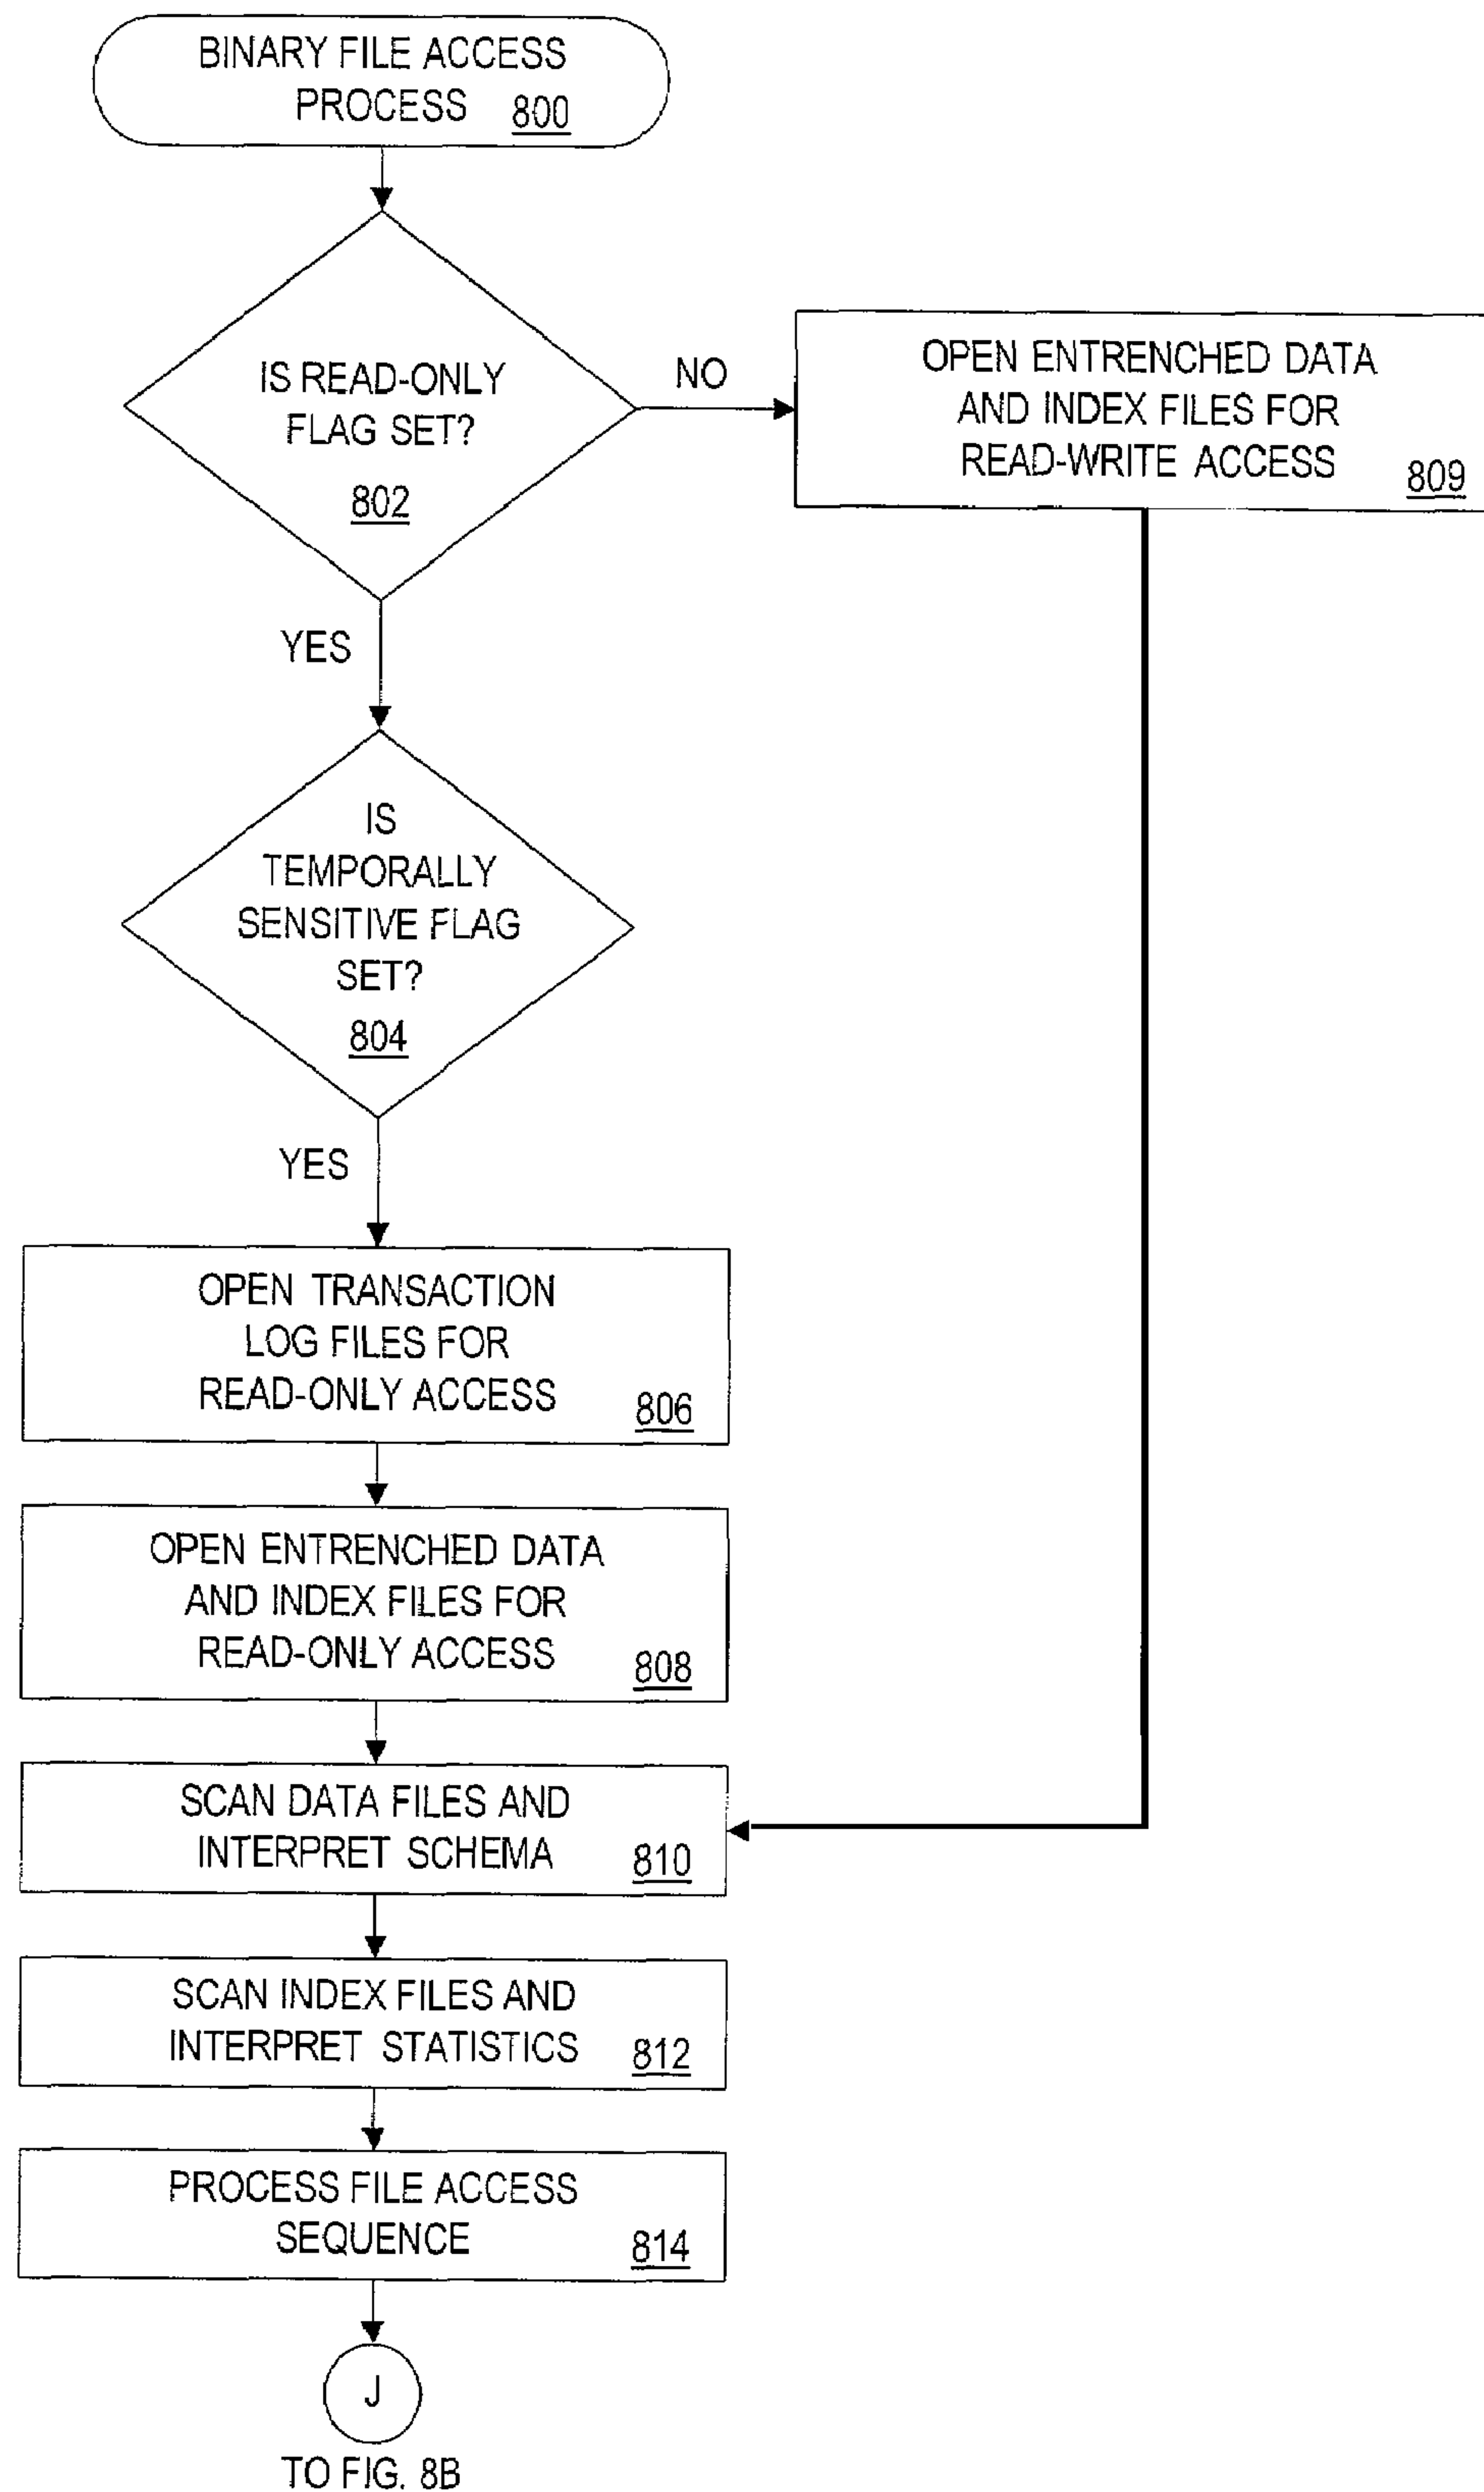 BINARY FILE ACCESS
PROCESS 800
IS READ-ONLY
FLAG SET?
802
NO
OPEN ENTRENCHED DATA
AND INDEX FILES FOR
READ-WRITE ACCESS 809
YES
IS
TEMPORALLY
SENSITIVE FLAG
SET?
804
YES
OPEN TRANSACTION
LOG FILES FOR
READ-ONLY ACCESS 806
OPEN ENTRENCHED DATA
AND INDEX FILES FOR
READ-ONLY ACCESS 808
SCAN DATA FILES AND
INTERPRET SCHEMA 810
SCAN INDEX FILES AND
INTERPRET STATISTICS 812
PROCESS FILE ACCESS
SEQUENCE 814
J
TO FIG. 8B